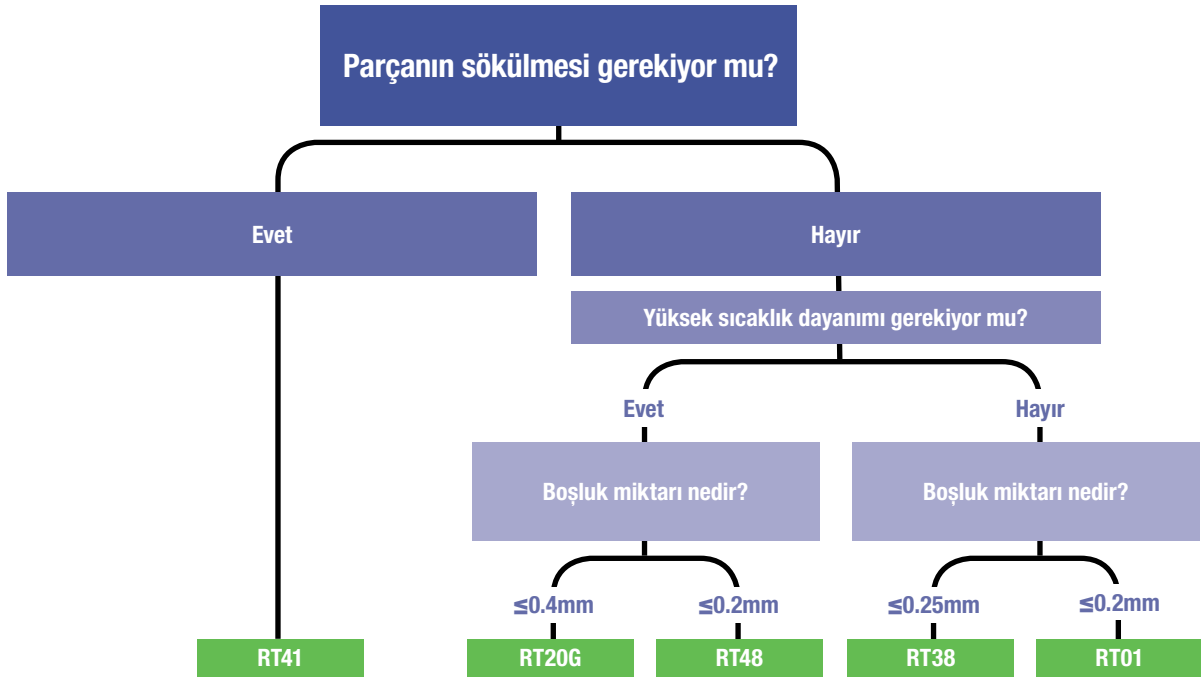 Parçanın sökülmesi gerekiyor mu?
Evet
Hayır
Yüksek sıcaklık dayanımı gerekiyor mu?
Evet
Hayır
Boşluk miktarı nedir?
Boşluk miktarı nedir?
≦0.4mm
≦0.2mm
≦0.25mm
≦0.2mm
RT41
RT20G
RT48
RT38
RT01